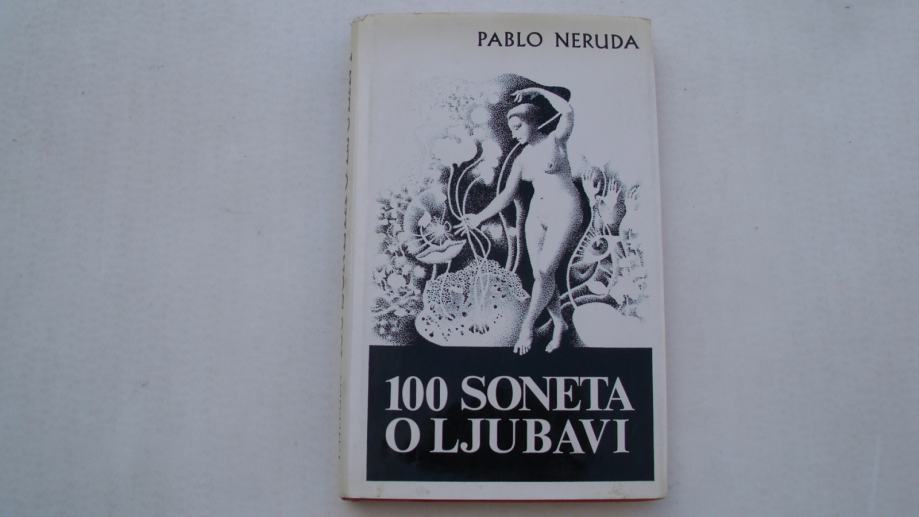 PABLO NERUDA
100 SONETA
O LJUBAVI